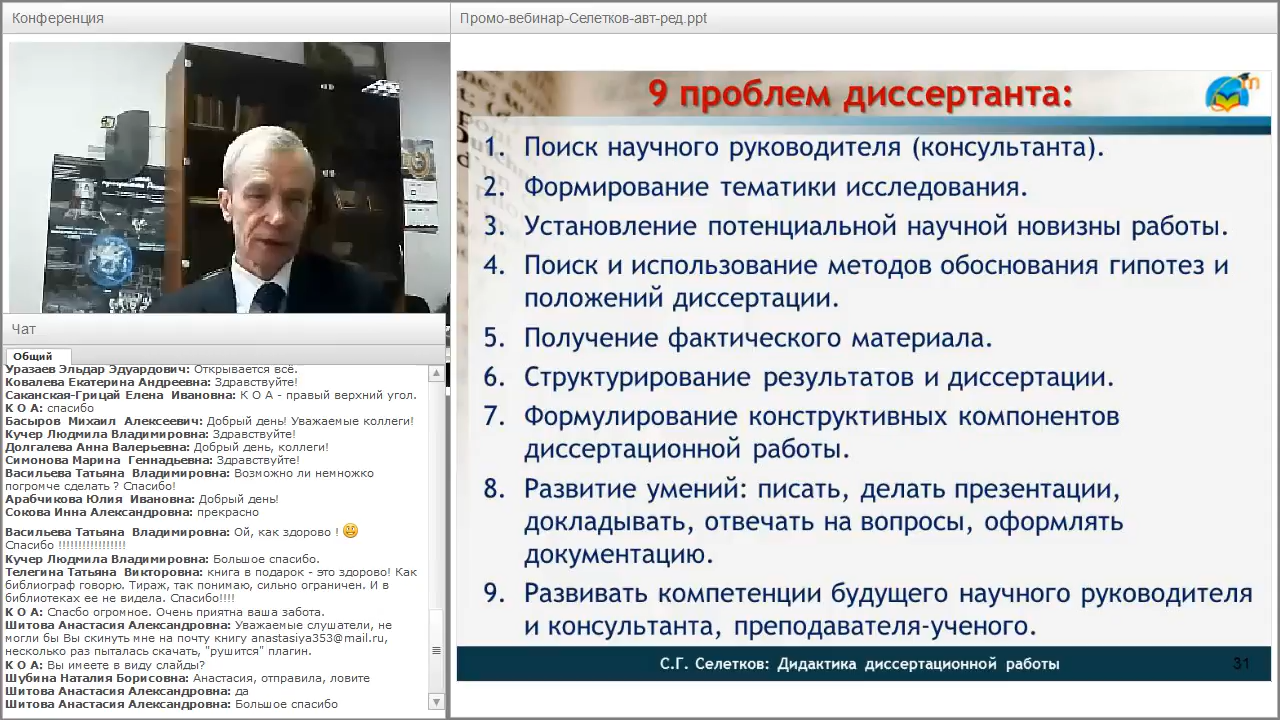 Конференция
Промо-вебинар-Селетков-авт-ред.ppt
9 проблем диссертанта:
1. Поиск научного руководителя (консультанта).
2. Формирование тематики исследования.
3. Установление потенциальной научной новизны работы.
4. Поиск и использование методов обоснования гипотез и
положений диссертации.
5. Получение фактического материала.
6. Структурирование результатов и диссертации.
7. Формулирование конструктивных компонентов
диссертационной работы.
8. Развитие умений: писать, делать презентации,
докладывать, отвечать на вопросы, оформлять
документацию.
9. Развивать компетенции будущего научного руководителя
и консультанта, преподавателя-ученого.
С.Г. Селетков: Дидактика диссертационной работы
31
Чат
Общий
Уразаев Эльдар Эдуардович: Открывается всё.
Ковалева Екатерина Андреевна: Здравствуйте!
Саканская-Грицай Елена Ивановна: К О А - правый верхний угол.
К О А: спасибо
Басыров Михаил Алексеевич: Добрый день! Уважаемые коллеги!
Кучер Людмила Владимировна: Здравствуйте!
Долгалева Анна Валерьевна: Добрый день, коллеги!
Симонова Марина Геннадьевна: Здравствуйте!
Васильева Татьяна Владимировна: Возможно ли немножко
погромче сделать ? Спасибо!
Арабчикова Юлия Ивановна: Добрый день!
Сокова Инна Александровна: прекрасно
Васильева Татьяна Владимировна: Ой, как здорово !
Спасибо !!!!!!!!!!!!!!!!!
Кучер Людмила Владимировна: Большое спасибо.
Телегина Татьяна Викторовна: книга в подарок - это здорово! Как
библиограф говорю. Тираж, так понимаю, сильно ограничен. И в
библиотеках ее не видела. Спасибо!!!!
К О А: Спасбо огромное. Очень приятна ваша забота.
Шитова Анастасия Александровна: Уважаемые слушатели, не
могли бы Вы скинуть мне на почту книгу anastasiya353@mail.ru,
несколько раз пыталась скачать, "рушится" плагин.
К О А: Вы имеете в виду слайды?
Шубина Наталия Борисовна: Анастасия, отправила, ловите
Шитова Анастасия Александровна: да
Шитова Анастасия Александровна: Большое спасибо